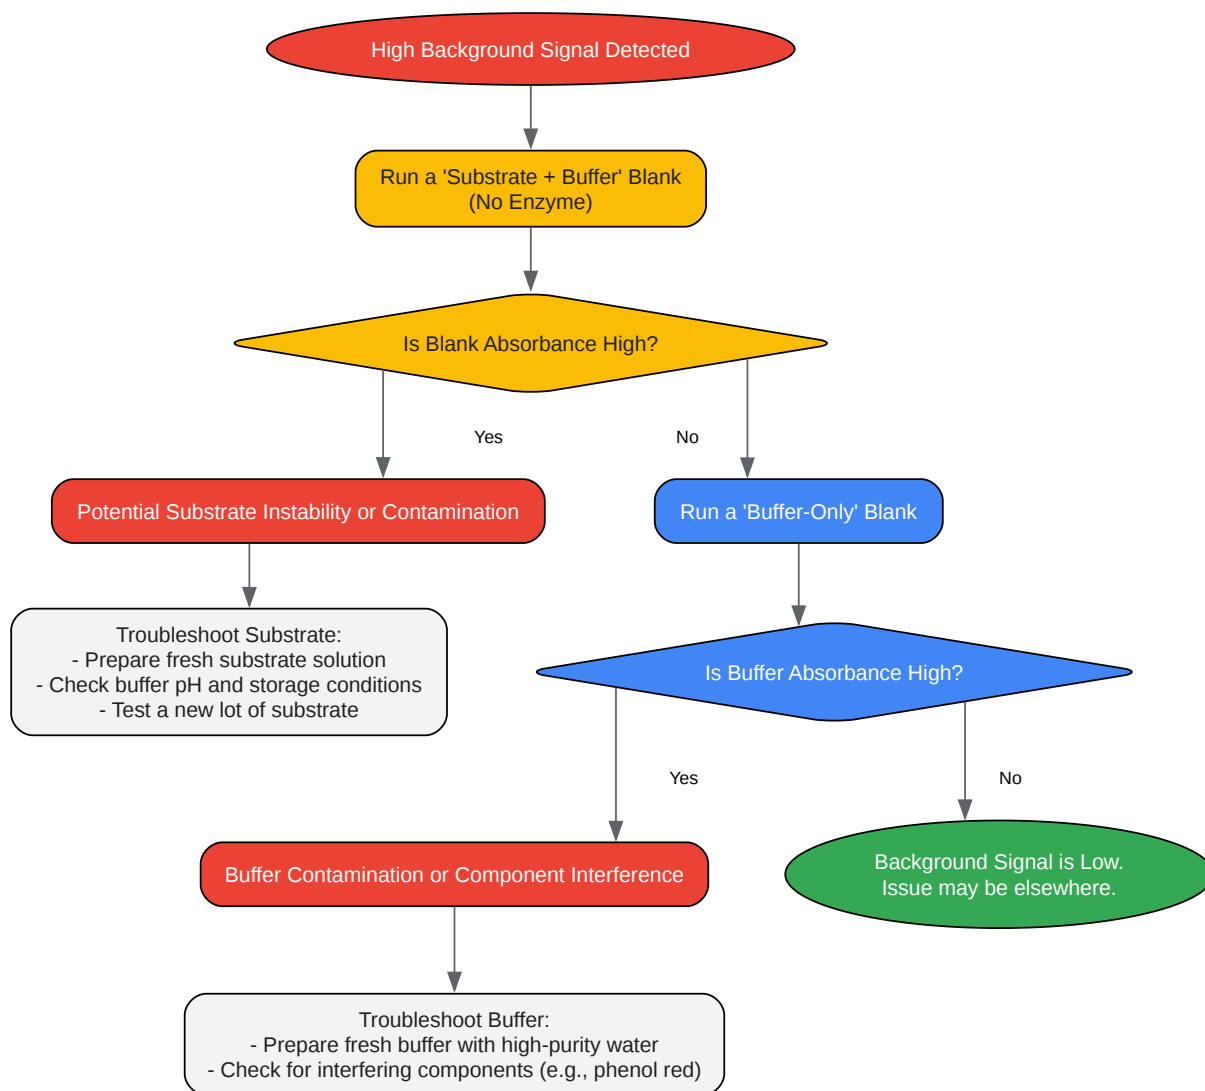 High Background Signal Detected
Run a 'Substrate + Buffer' Blank
(No Enzyme)
Is Blank Absorbance High?
Yes
No
Potential Substrate Instability or Contamination
Run a 'Buffer-Only' Blank
Troubleshoot Substrate:
- Prepare fresh substrate solution
- Check buffer pH and storage conditions
- Test a new lot of substrate
Is Buffer Absorbance High?
Yes
No
Buffer Contamination or Component Interference
Background Signal is Low.
Issue may be elsewhere.
Troubleshoot Buffer:
- Prepare fresh buffer with high-purity water
- Check for interfering components (e.g., phenol red)